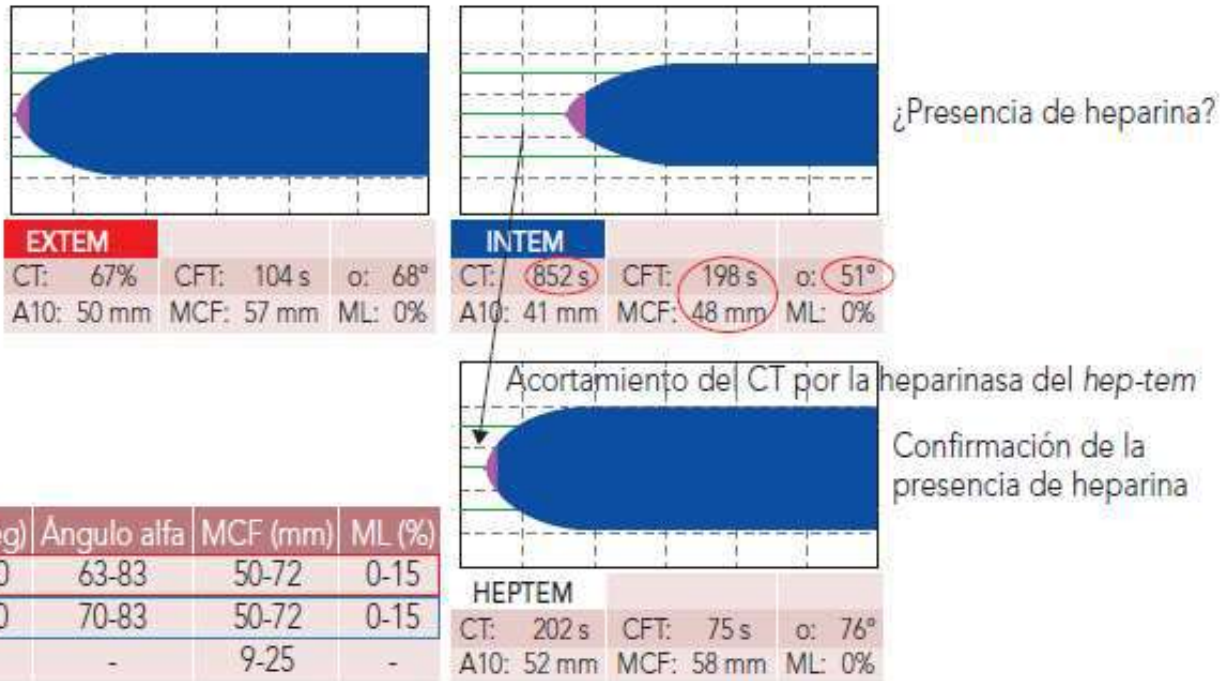 ¿Presencia de heparina?
EXTEM
CT: 67% CFT: 104 s o: 68°
A10: 50 mm MCF: 57 mm ML: 0%
INTEM
CT: 852 s CFT: 198 s o: 51°
A10: 41 mm MCF: 48 mm ML: 0%
Acortamiento del CT por la heparinasa del hep-tem
Confirmación de la
presencia de heparina
eg) Ángulo alfa MCF (mm) ML (%)
0 63-83 50-72 0-15
0 70-83 50-72 0-15
- 9-25 -
HEPTEM
CT: 202 s CFT: 75 s o: 76°
A10: 52 mm MCF: 58 mm ML: 0%